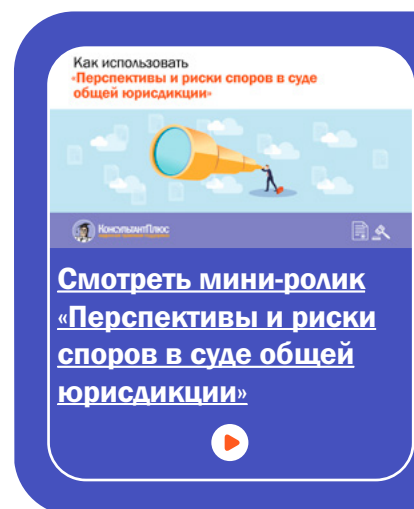 Как использовать
«Перспективы и риски споров в суде
общей юрисдикции»
КонсультантПлюс
Смотреть мини-ролик
«Перспективы и риски
споров в суде общей
юрисдикции»